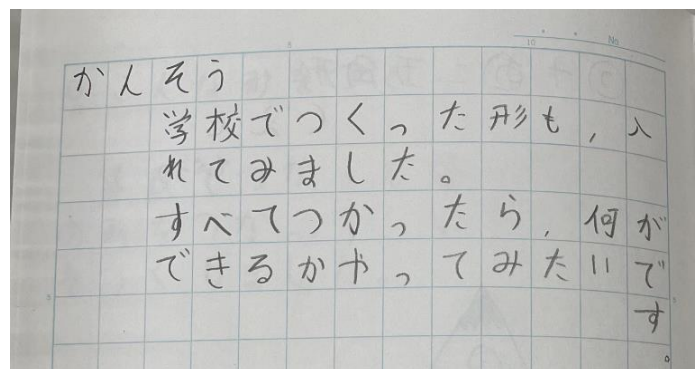 10
No.
かんそう
学校でつくった形も,入
れてみました。
すべてつかったら,何が
できるかやってみたいで
す。